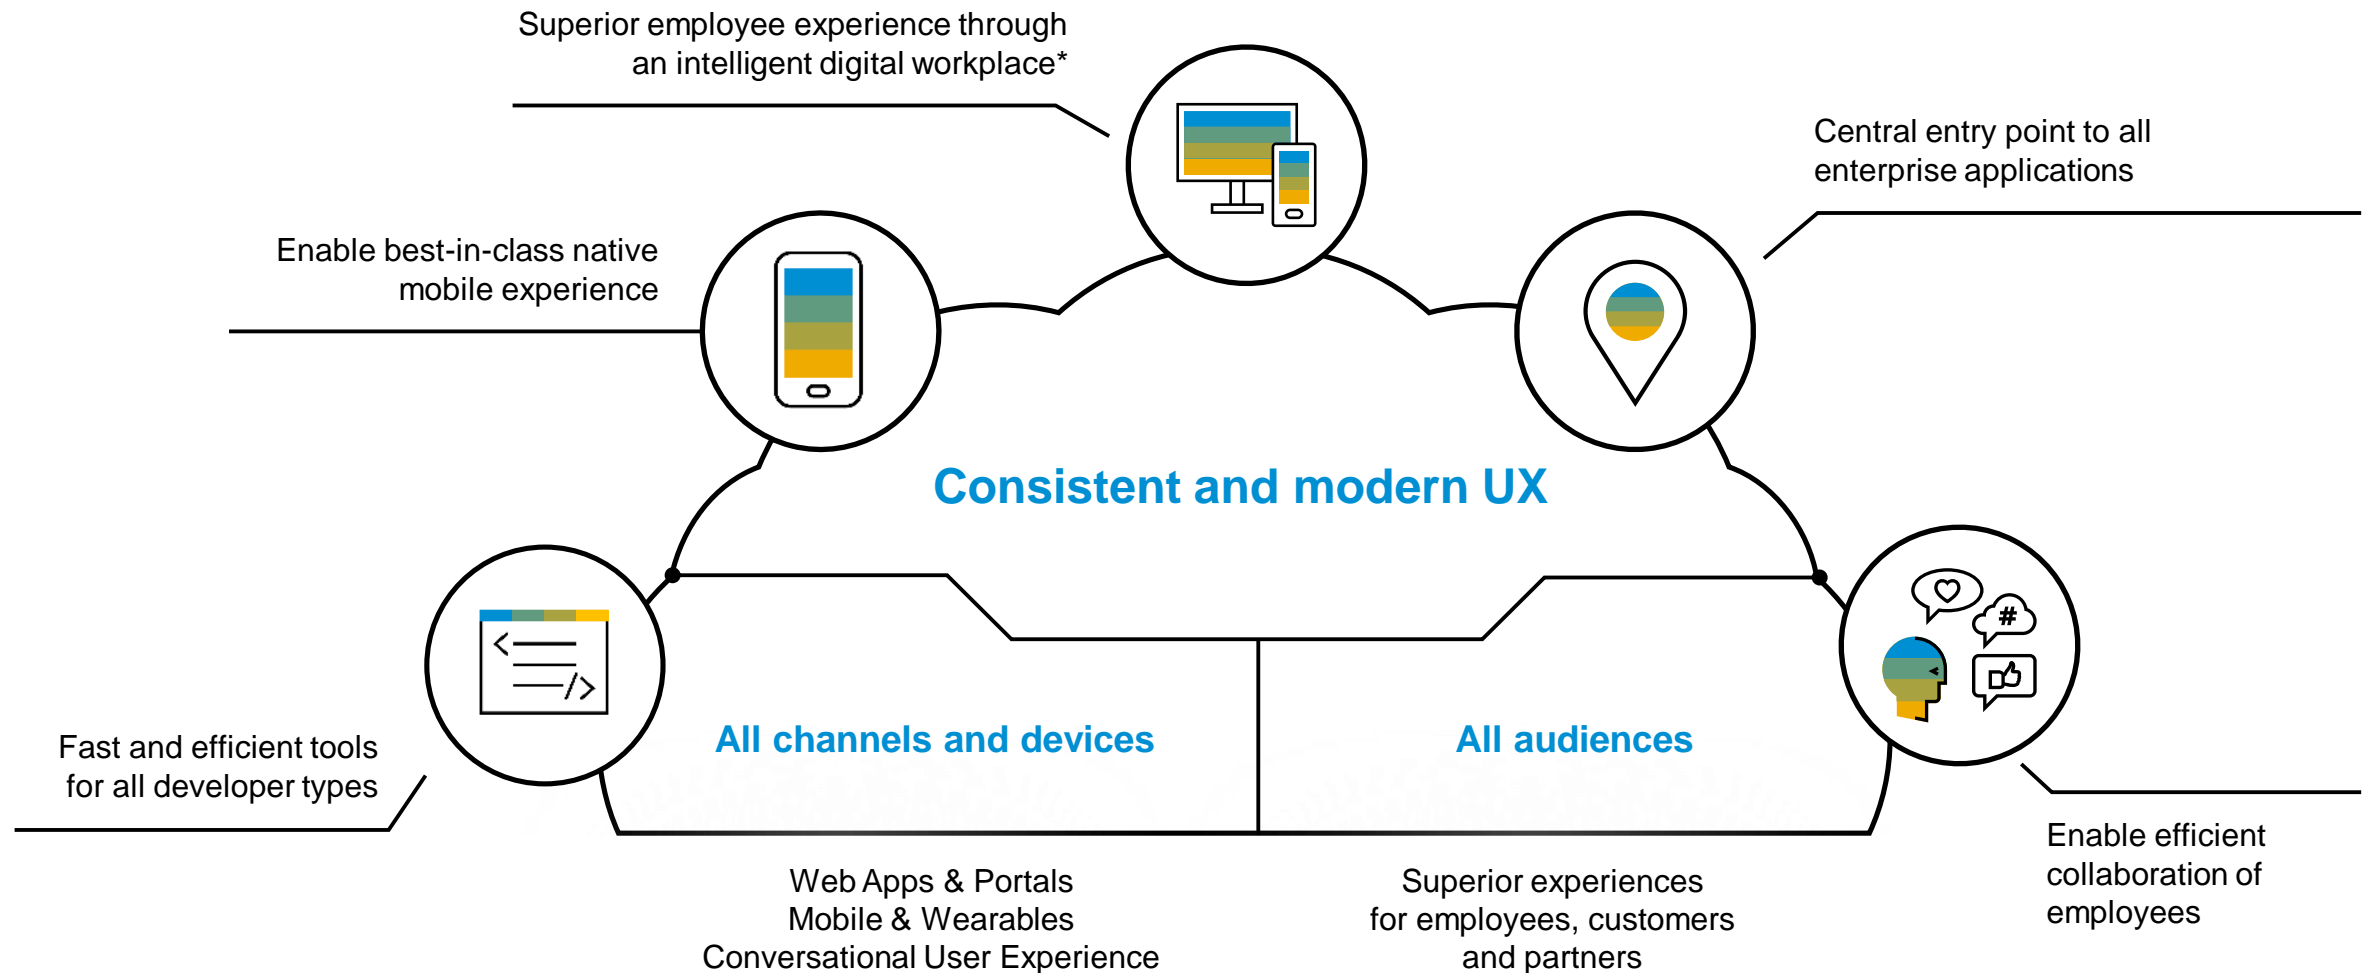 Superior employee experience through
an intelligent digital workplace*
Central entry point to all
enterprise applications
Enable best-in-class native
mobile experience
Consistent and modern UX
#
< />
All channels and devices
All audiences
Fast and efficient tools
for all developer types
Enable efficient
collaboration of
employees
Web Apps & Portals
Mobile & Wearables
Conversational User Experience
Superior experiences
for employees, customers
and partners